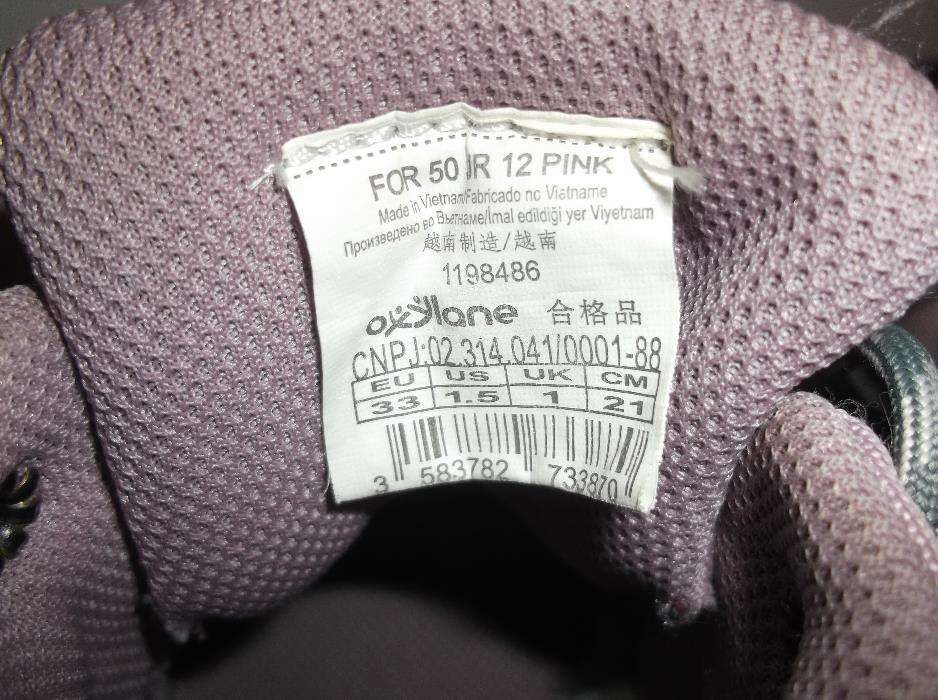 FOR 50 JR 12 PINK
Made in Vietnam/Fabricado no Vietname
Произведено во Вьетнаме/Imal edildiği yer Viyetnam
越南制造/越南
1198486
oxylane 合格品
CNPJ:02.314.041/0001-88
EU US UK CM
33 1.5 1 21
3 583782 733870